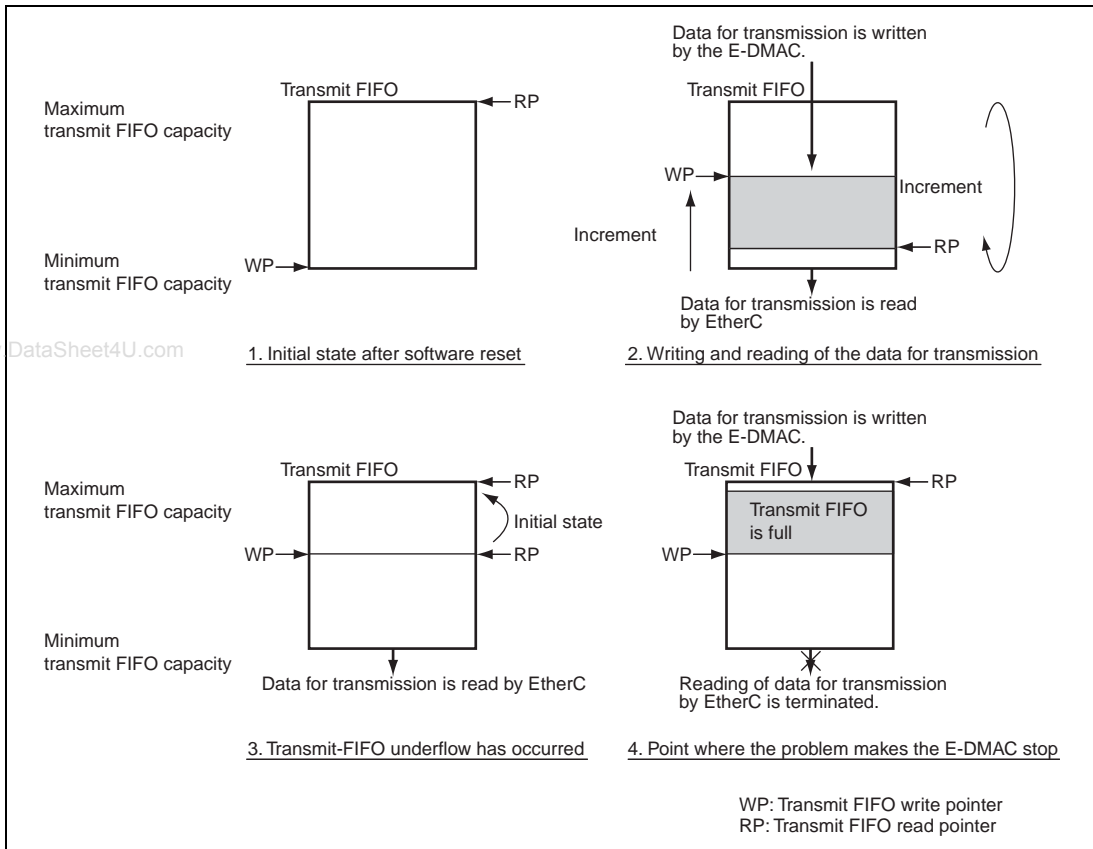 Transmit FIFO
RP
Maximum
transmit FIFO capacity
WP
Minimum
transmit FIFO capacity
1. Initial state after software reset
Data for transmission is written
by the E-DMAC.
Transmit FIFO
WP
Increment
Increment
RP
Data for transmission is read
by EtherC
2. Writing and reading of the data for transmission
DataSheet4U.com
Transmit FIFO
RP
Maximum
transmit FIFO capacity
Initial state
WP
RP
Minimum
transmit FIFO capacity
Data for transmission is read by EtherC
3. Transmit-FIFO underflow has occurred
Data for transmission is written
by the E-DMAC.
Transmit FIFO
RP
Transmit FIFO
is full
WP
Reading of data for transmission
by EtherC is terminated.
4. Point where the problem makes the E-DMAC stop
WP: Transmit FIFO write pointer
RP: Transmit FIFO read pointer